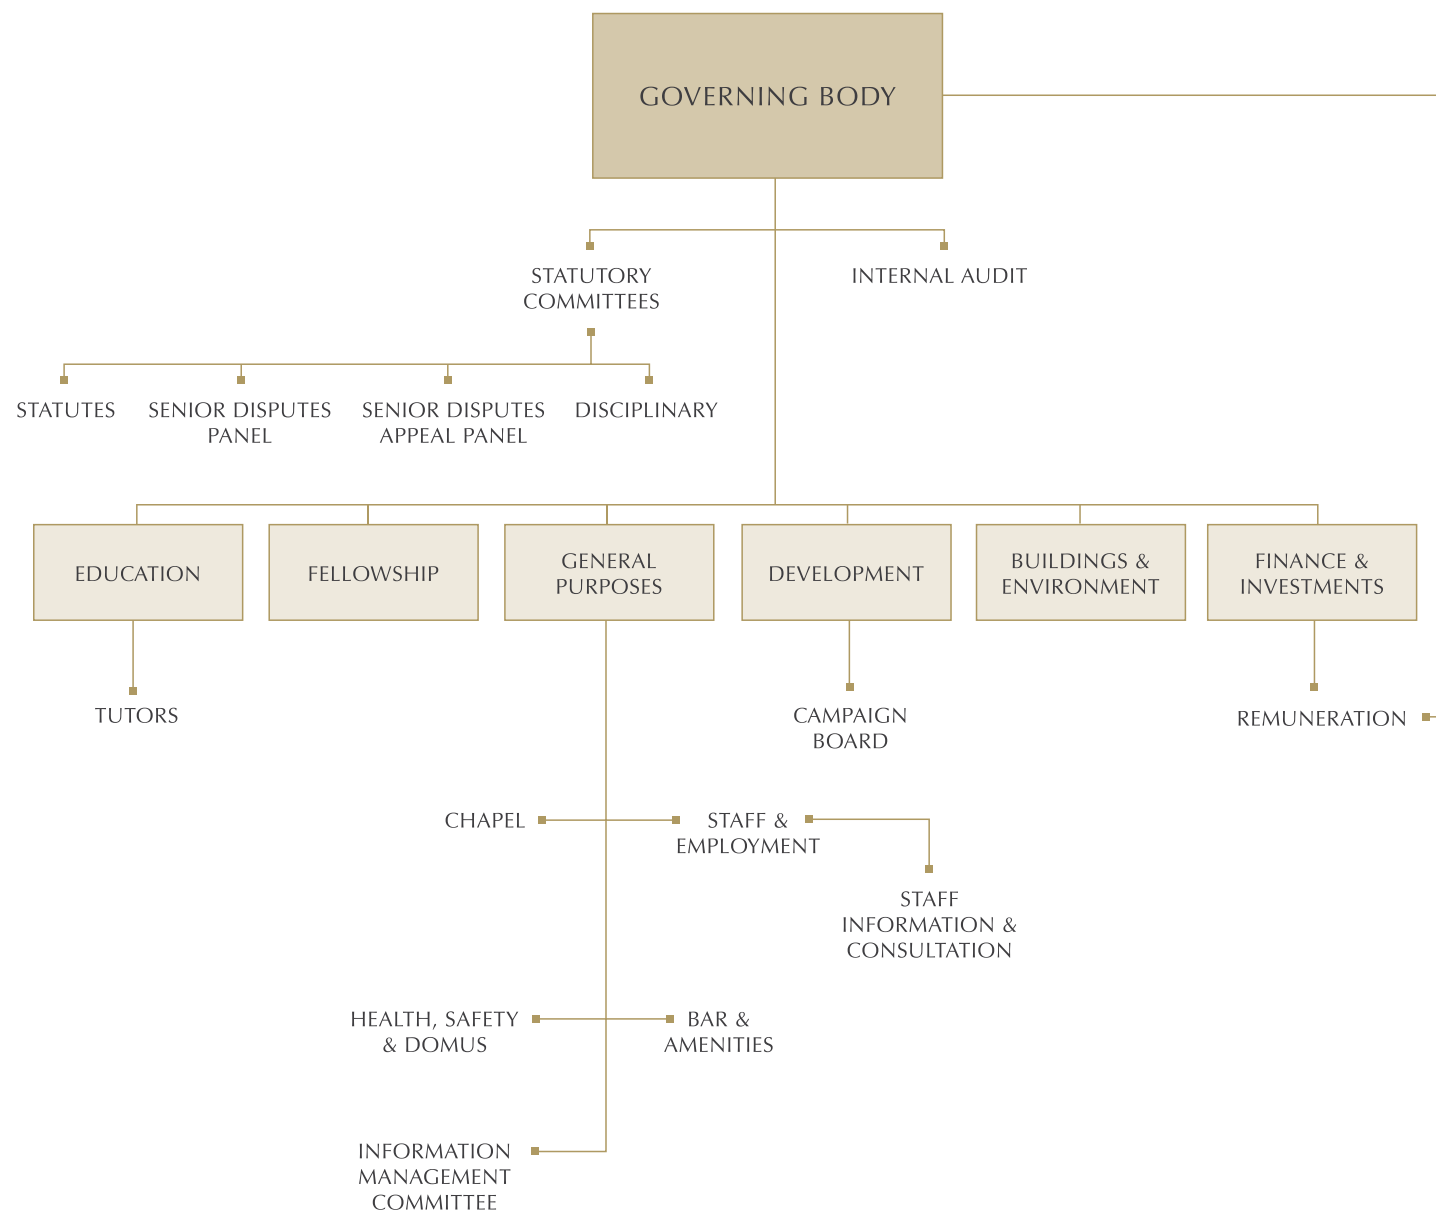 GOVERNING BODY
STATUTORY
COMMITTEES
INTERNAL AUDIT
STATUTES
SENIOR DISPUTES
PANEL
SENIOR DISPUTES
APPEAL PANEL
DISCIPLINARY
EDUCATION
FELLOWSHIP
GENERAL
PURPOSES
DEVELOPMENT
BUILDINGS &
ENVIRONMENT
FINANCE &
INVESTMENTS
TUTORS
CAMPAIGN
BOARD
REMUNERATION
CHAPEL
STAFF &
EMPLOYMENT
STAFF
INFORMATION &
CONSULTATION
HEALTH, SAFETY
& DOMUS
BAR &
AMENITIES
INFORMATION
MANAGEMENT
COMMITTEE